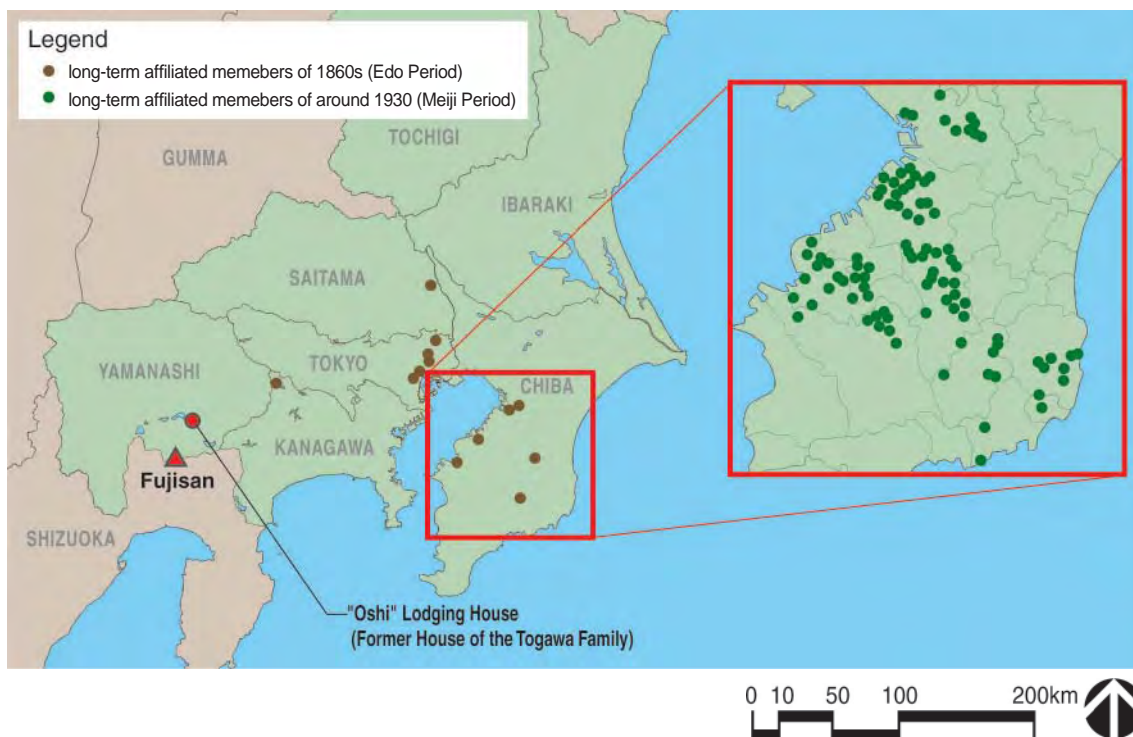 Legend
long-term affiliated memebers of 1860s (Edo Period)
long-term affiliated memebers of around 1930 (Meiji Period)
TOCHIGI
GUMMA
IBARAKI
SAITAMA
TOKYO
YAMANASHI
CHIBA
KANAGAWA
Fujisan
SHIZUOKA
"Oshi" Lodging House
(Former House of the Togawa Family)
0 10 50 100 200km